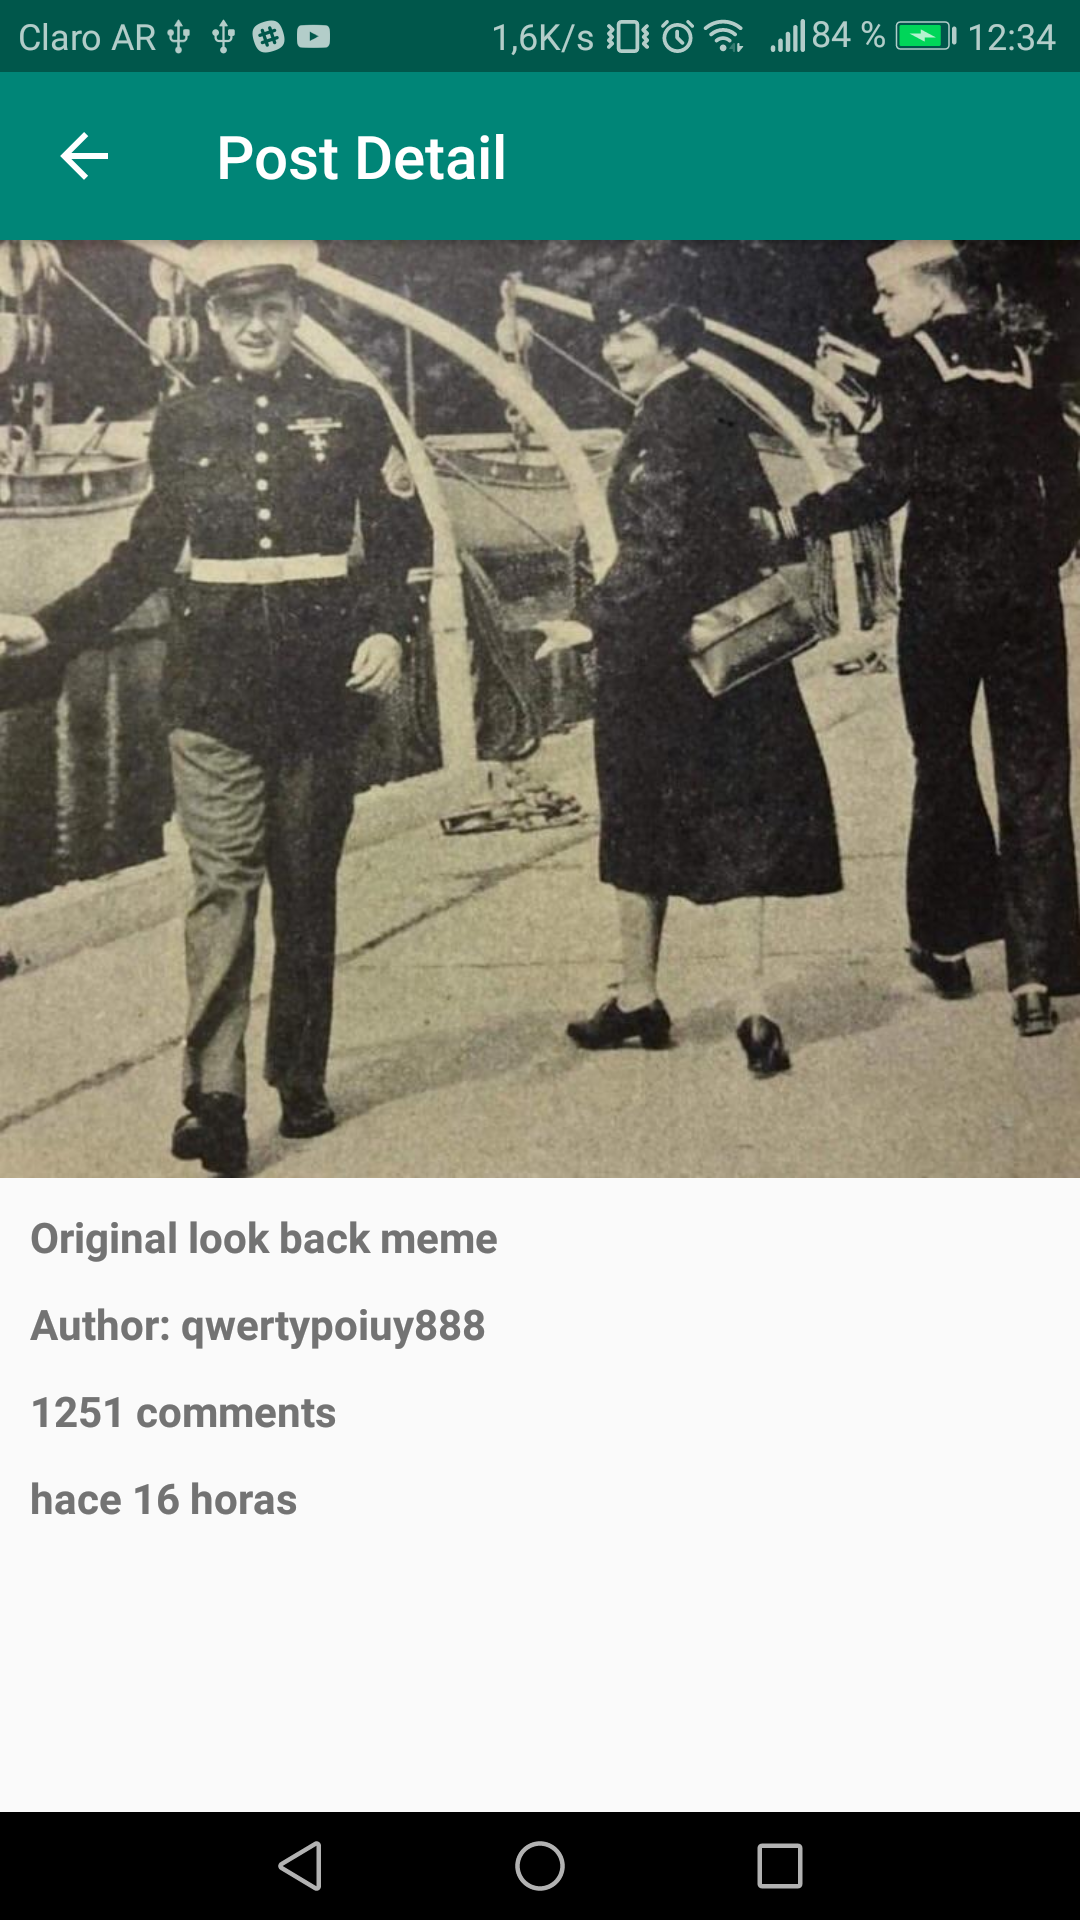 Claro AR 1,6K/s 84 % 12:34
Post Detail
Original look back meme
Author: qwertypoiuy888
1251 comments
hace 16 horas